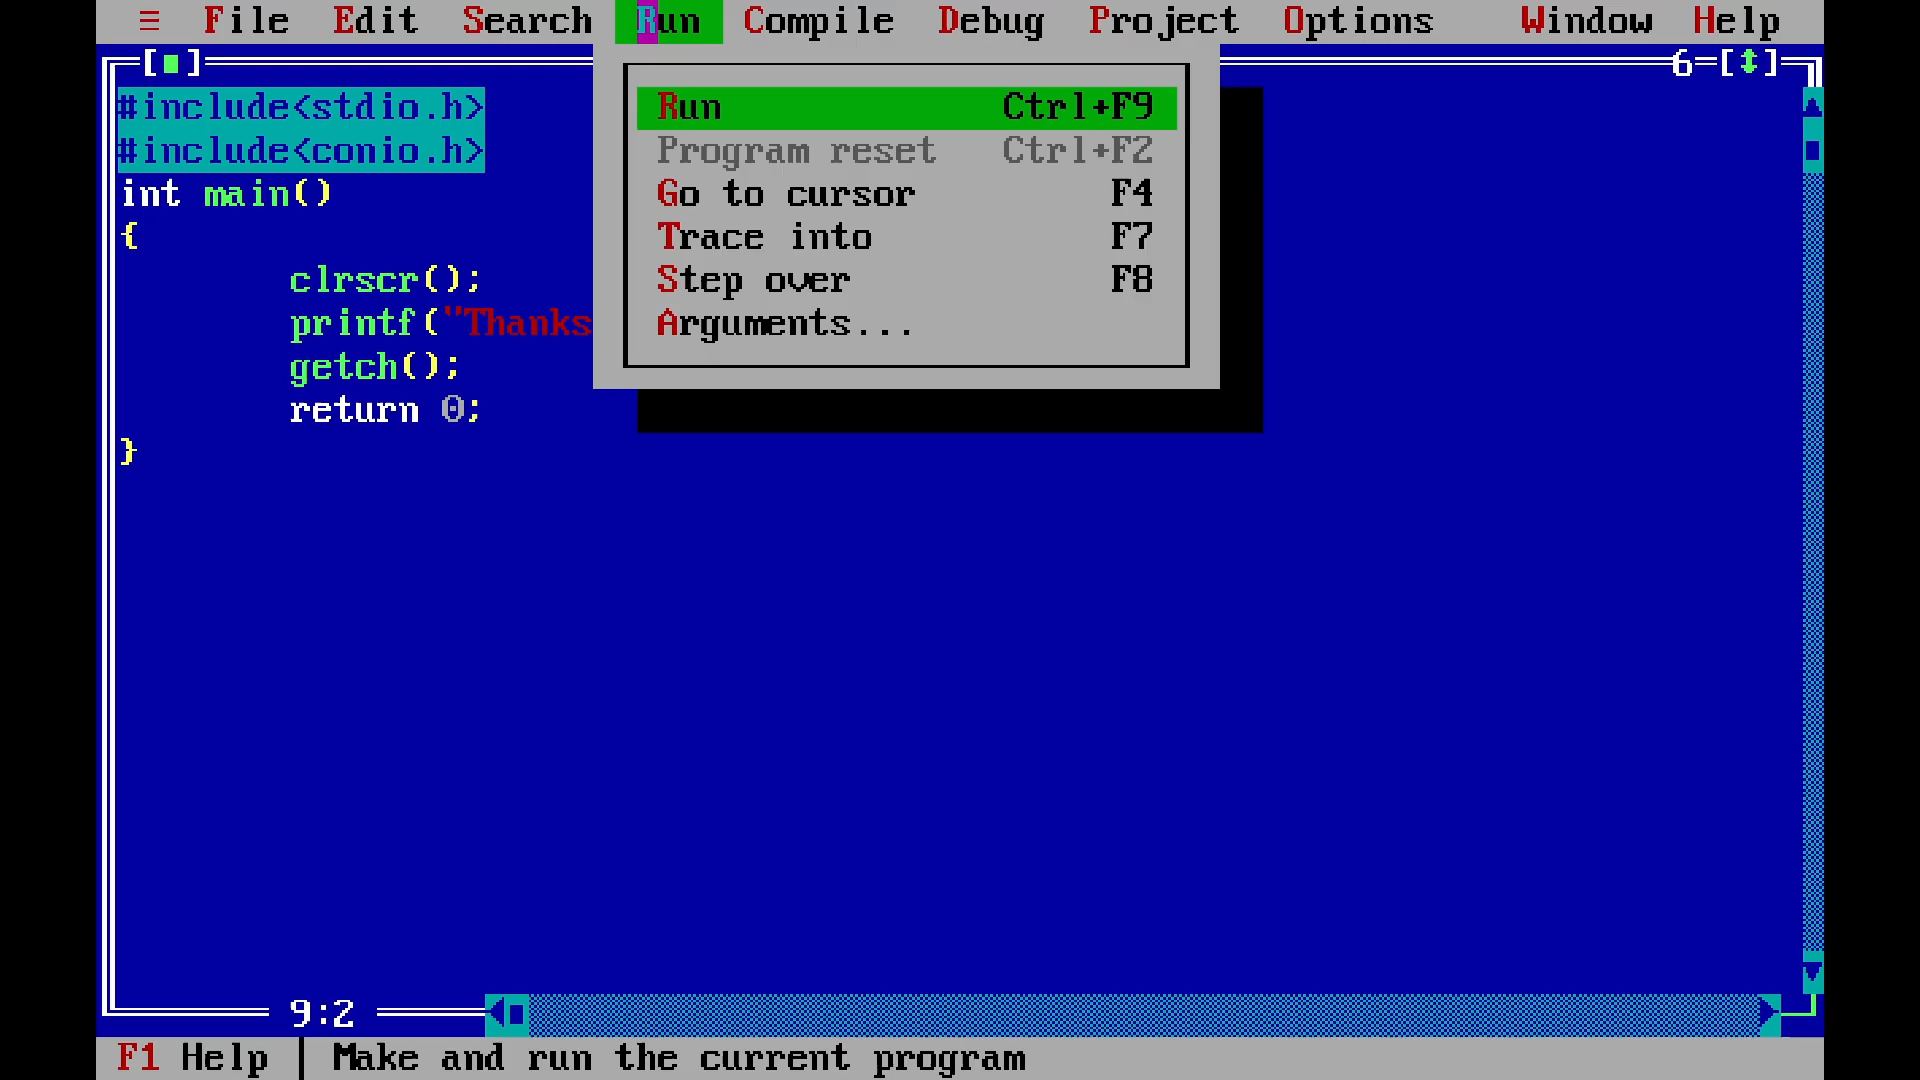 ≡ File Edit Search Run Compile Debug Project Options Window Help
6
Run Ctrl+F9
Program reset Ctrl+F2
Go to cursor F4
Trace into F7
Step over F8
Arguments...
#include<stdio.h>
#include<conio.h>
int main()
{
clrscr();
printf("Thanks
getch();
return 0;
}
9:2
F1 Help | Make and run the current program